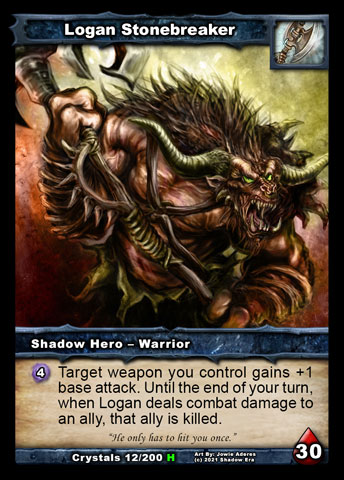 Logan Stonebreaker
Shadow Hero – Warrior
4 Target weapon you control gains +1
base attack. Until the end of your turn,
when Logan deals combat damage to
an ally, that ally is killed.
"He only has to hit you once."
Crystals 12/200 H
Art By: Jowie Aderes
(c) 2021 Shadow Era
30